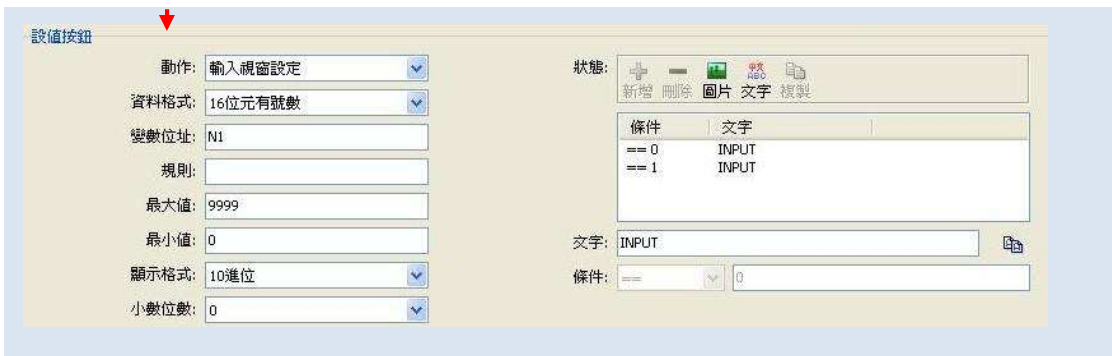 設值按鈕
動作: 輸入視窗設定
資料格式: 16位元有號數
變數位址: N1
規則:
最大值: 9999
最小值: 0
顯示格式: 10進位
小數位數: 0
狀態:
新增 刪除 圖片 文字 複製
條件 文字
== 0 INPUT
== 1 INPUT
文字: INPUT
條件: == 0